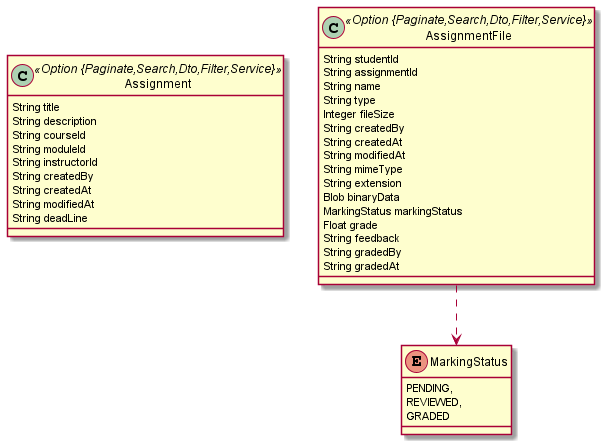 C «Option {Paginate,Search,Dto,Filter,Service}»
Assignment
String title
String description
String courseId
String moduleId
String instructorId
String createdBy
String createdAt
String modifiedAt
String deadLine
C «Option {Paginate,Search,Dto,Filter,Service}»
AssignmentFile
String studentId
String assignmentId
String name
String type
Integer fileSize
String createdBy
String createdAt
String modifiedAt
String mimeType
String extension
Blob binaryData
MarkingStatus markingStatus
Float grade
String feedback
String gradedBy
String gradedAt
E MarkingStatus
PENDING,
REVIEWED,
GRADED